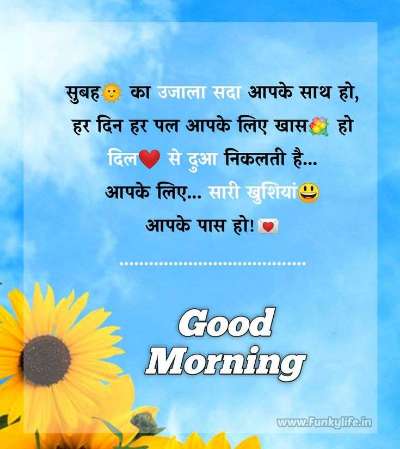 सुबह🌞 का उजाला सदा आपके साथ हो,
हर दिन हर पल आपके लिए खास💐 हो
दिल❤️ से दुआ निकलती है...
आपके लिए... सारी खुशियां😃
आपके पास हो!💌
......................................
Good
Morning
www.Funkylife.in